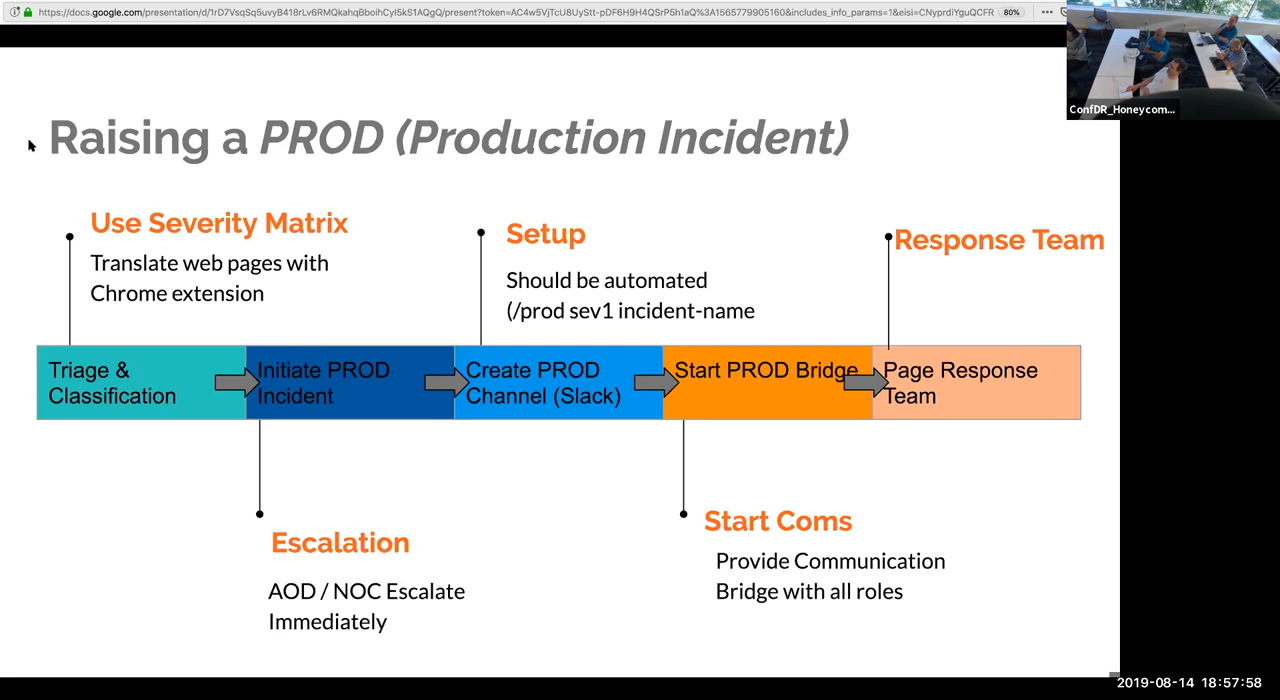 https://docs.google.com/presentation/d/1rD7VsqSq5uvyB418rLv6RMQkahqBboihCyI5kS1AQgQ/present?token=AC4w5VjTcU8UyStt-pDF6H9H4QSrP5h1aQ%3A1565779905160&includes_info_params=1&eisi=CNyprdiYguQCFR
80%
ConfDR_Honeycom...
Raising a PROD (Production Incident)
Use Severity Matrix
Translate web pages with
Chrome extension
Setup
Should be automated
(/prod sev1 incident-name
Response Team
Triage &
Classification
Initiate PROD
Incident
Create PROD
Channel (Slack)
Start PROD Bridge
Page Response
Team
Escalation
AOD / NOC Escalate
Immediately
Start Coms
Provide Communication
Bridge with all roles
2019-08-14 18:57:58